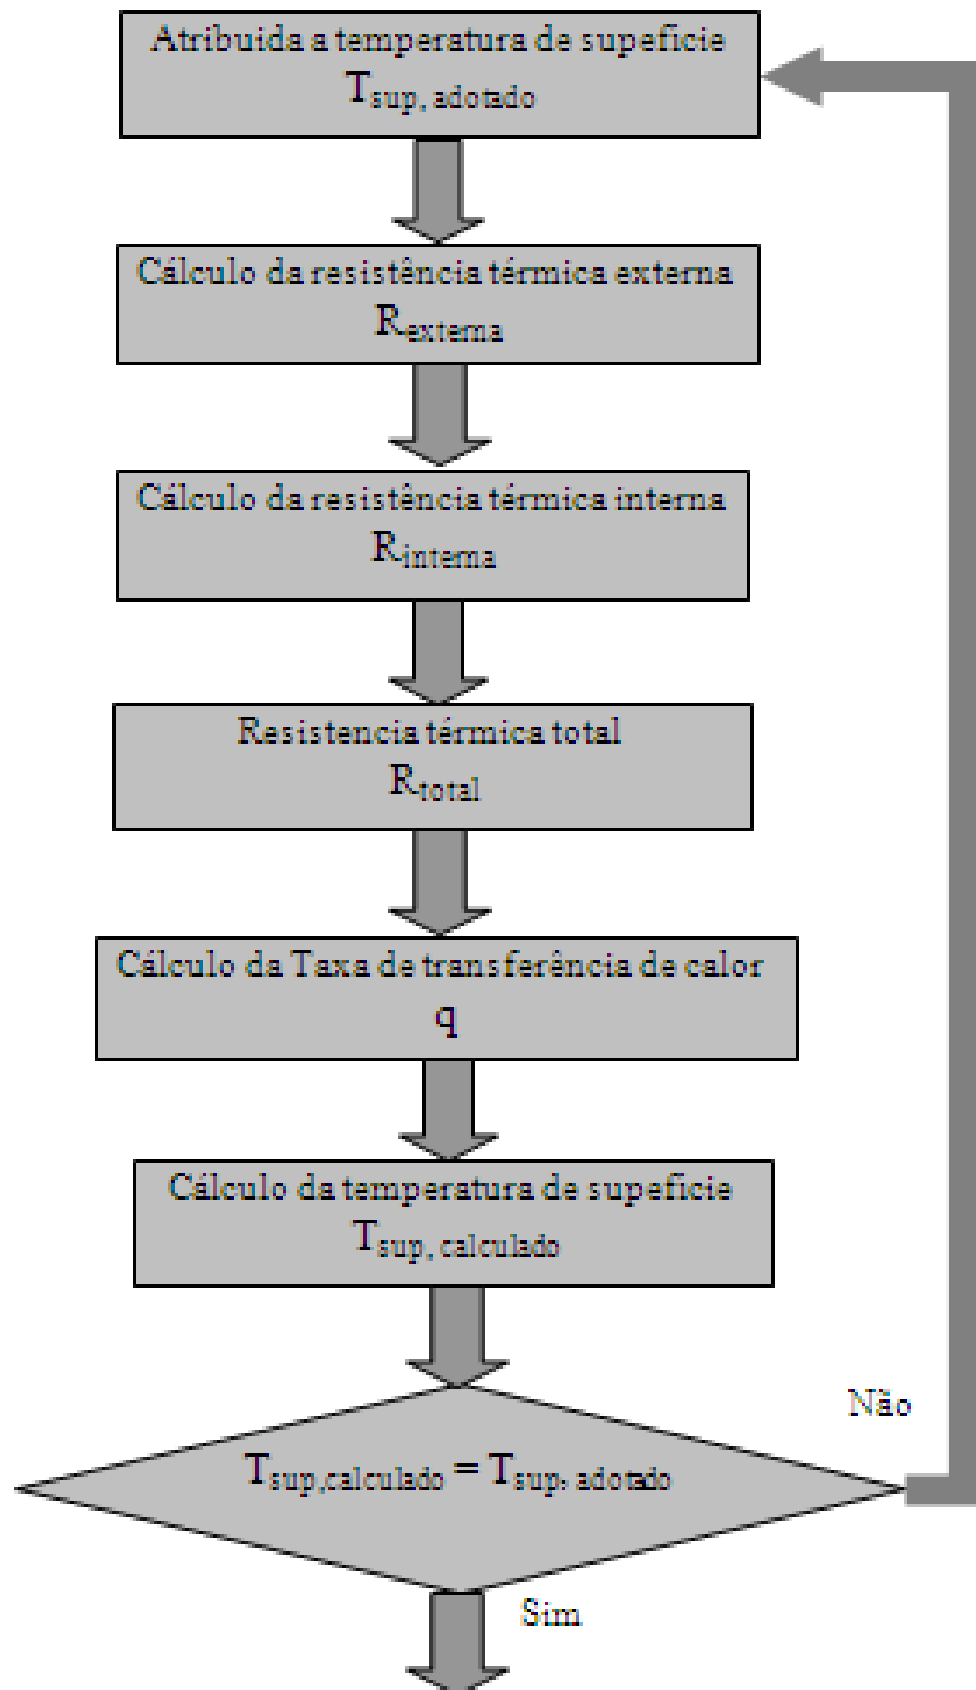 Atribuida a temperatura de supefície
Tsup, adotado
Cálculo da resistência térmica externa
Rexterna
Cálculo da resistência térmica interna
Rinterna
Resistencia térmica total
Rtotal
Cálculo da Taxa de transferência de calor
q
Cálculo da temperatura de supefície
Tsup, calculado
Não
Tsup,calculado = Tsup, adotado
Sim